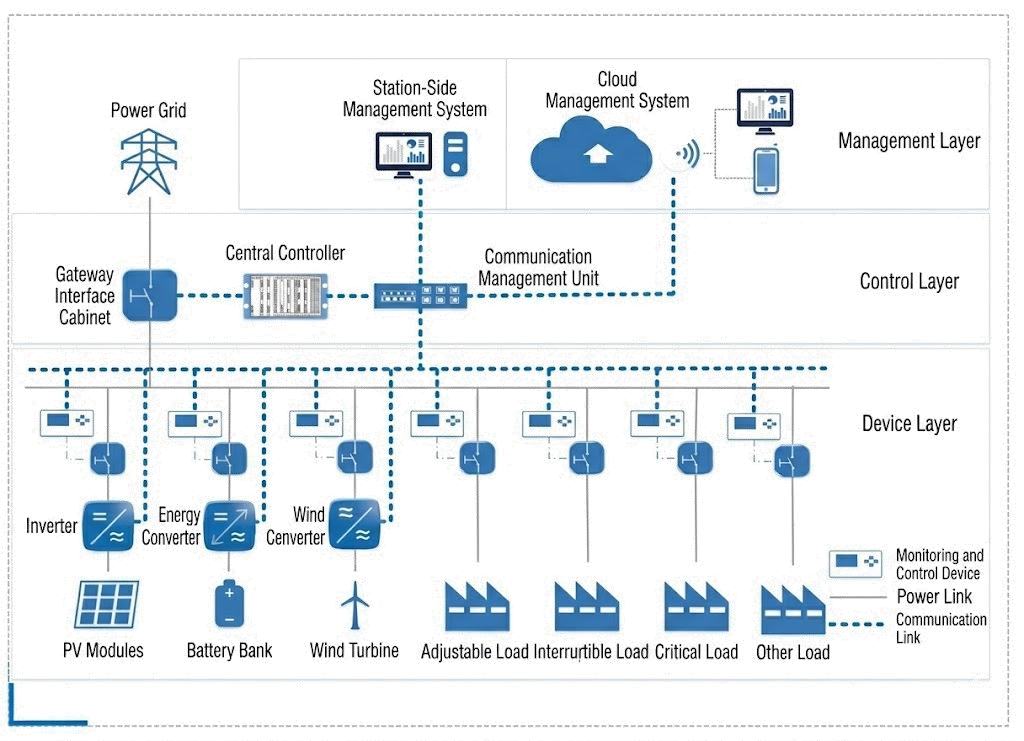 Power Grid
Station-Side
Management System
Cloud
Management System
Management Layer
Gateway
Interface
Cabinet
Central Controller
Communication
Management Unit
Control Layer
Device Layer
Inverter
Energy
Converter
Wind
Cenverter
PV Modules
Battery Bank
Wind Turbine
Adjustable Load
Interrurtible Load
Critical Load
Other Load
Monitoring and
Control Device
Power Link
Communication
Link